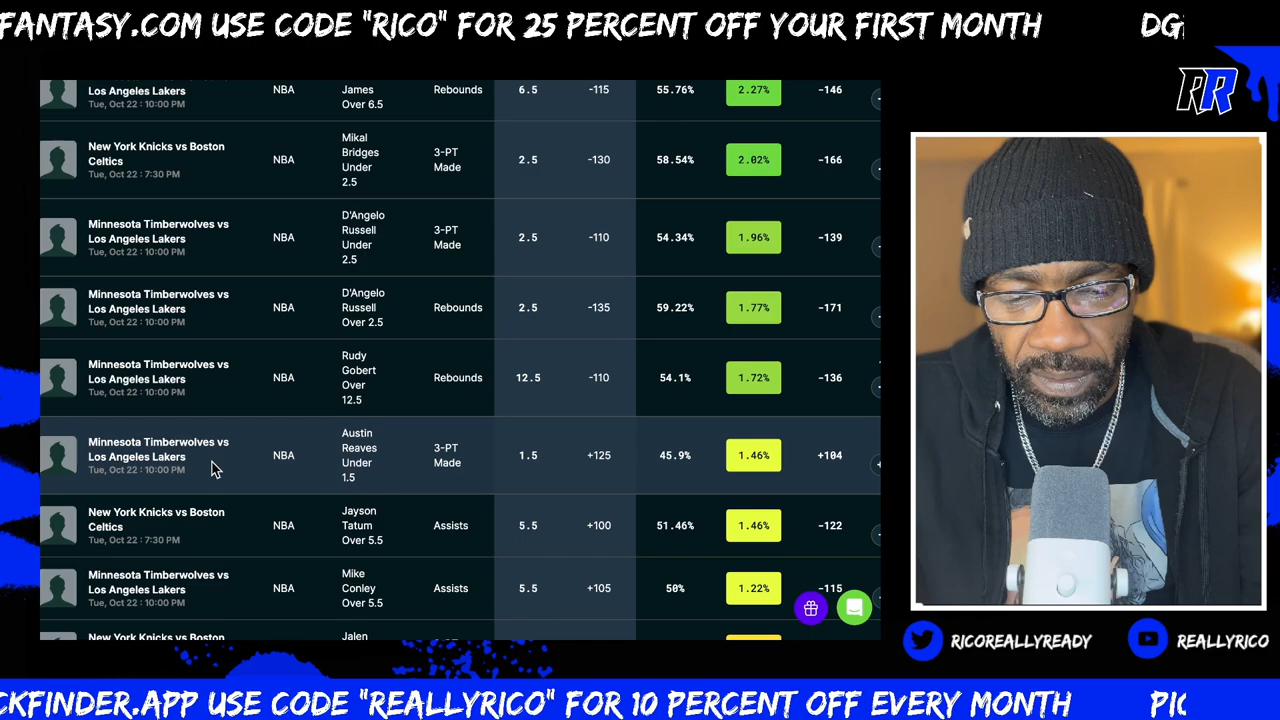 FANTASY.COM USE CODE "RICO" FOR 25 PERCENT OFF YOUR FIRST MONTH DG
RR
Los Angeles Lakers
Tue, Oct 22 : 10:00 PM
NBA
James
Over 6.5
Rebounds
6.5
-115
55.76%
2.27%
-146
New York Knicks vs Boston
Celtics
Tue, Oct 22 : 7:30 PM
NBA
Mikal
Bridges
Under
2.5
3-PT
Made
2.5
-130
58.54%
2.02%
-166
Minnesota Timberwolves vs
Los Angeles Lakers
Tue, Oct 22 : 10:00 PM
NBA
D'Angelo
Russell
Under
2.5
3-PT
Made
2.5
-110
54.34%
1.96%
-139
Minnesota Timberwolves vs
Los Angeles Lakers
Tue, Oct 22 : 10:00 PM
NBA
D'Angelo
Russell
Over 2.5
Rebounds
2.5
-135
59.22%
1.77%
-171
Minnesota Timberwolves vs
Los Angeles Lakers
Tue, Oct 22 : 10:00 PM
NBA
Rudy
Gobert
Over
12.5
Rebounds
12.5
-110
54.1%
1.72%
-136
Minnesota Timberwolves vs
Los Angeles Lakers
Tue, Oct 22 : 10:00 PM
NBA
Austin
Reaves
Under
1.5
3-PT
Made
1.5
+125
45.9%
1.46%
+104
New York Knicks vs Boston
Celtics
Tue, Oct 22 : 7:30 PM
NBA
Jayson
Tatum
Over 5.5
Assists
5.5
+100
51.46%
1.46%
-122
Minnesota Timberwolves vs
Los Angeles Lakers
Tue, Oct 22 : 10:00 PM
NBA
Mike
Conley
Over 5.5
Assists
5.5
+105
50%
1.22%
-115
New York Knicks vs Boston
Jalen
RICOREALLYREADY
REALLYRICO
CKFINDER.APP USE CODE "REALLYRICO" FOR 10 PERCENT OFF EVERY MONTH PIC